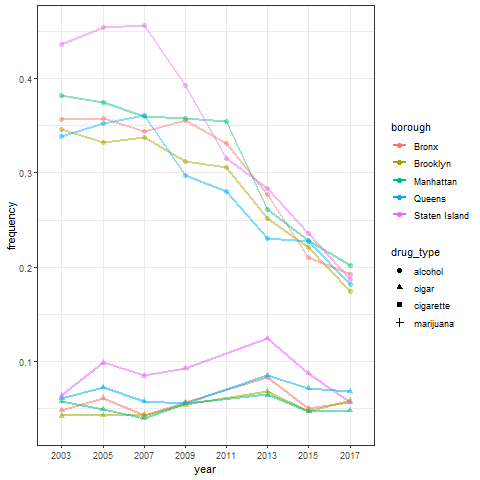 0.4
0.3
0.2
0.1
frequency
2003 2005 2007 2009 2011 2013 2015 2017
year
borough
Bronx
Brooklyn
Manhattan
Queens
Staten Island
drug_type
alcohol
cigar
cigarette
marijuana